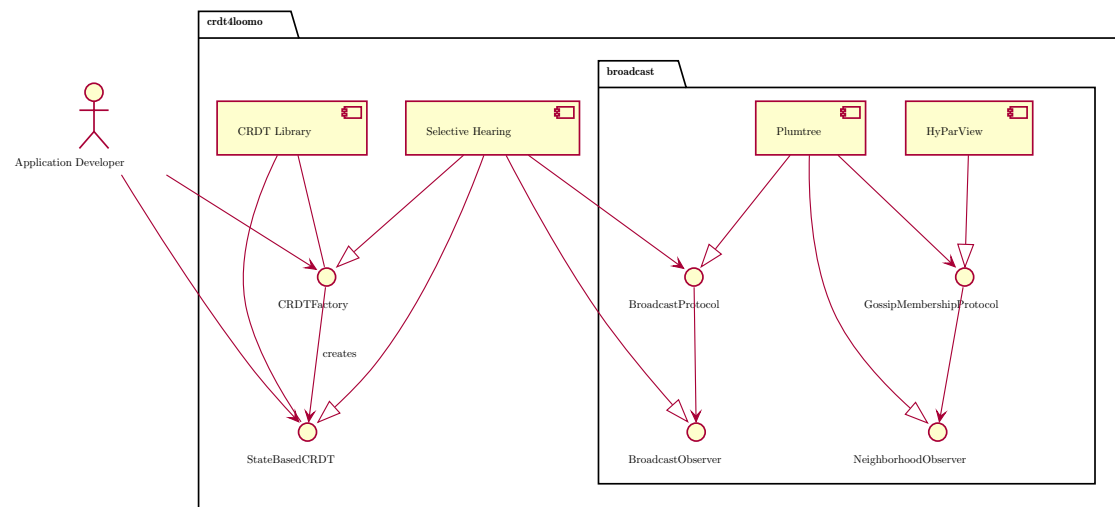 crdt4loomo
broadcast
CRDT Library
Selective Hearing
Plumtree
HyParView
Application Developer
CRDTFactory
BroadcastProtocol
GossipMembershipProtocol
creates
StateBasedCRDT
BroadcastObserver
NeighborhoodObserver